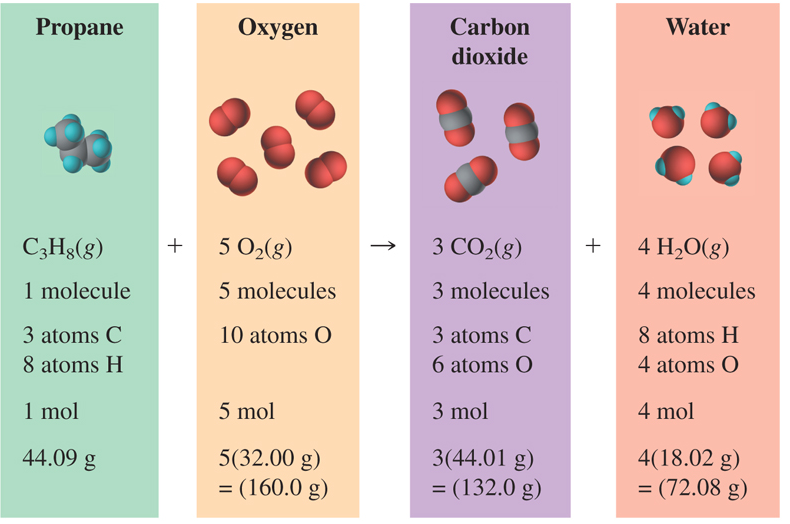 Propane
Oxygen
Carbon
dioxide
Water
C₃H₈(g) + 5 O₂(g) → 3 CO₂(g) + 4 H₂O(g)
1 molecule 5 molecules 3 molecules 4 molecules
3 atoms C 10 atoms O 3 atoms C 8 atoms H
8 atoms H 6 atoms O 4 atoms O
1 mol 5 mol 3 mol 4 mol
44.09 g 5(32.00 g) 3(44.01 g) 4(18.02 g)
= (160.0 g) = (132.0 g) = (72.08 g)